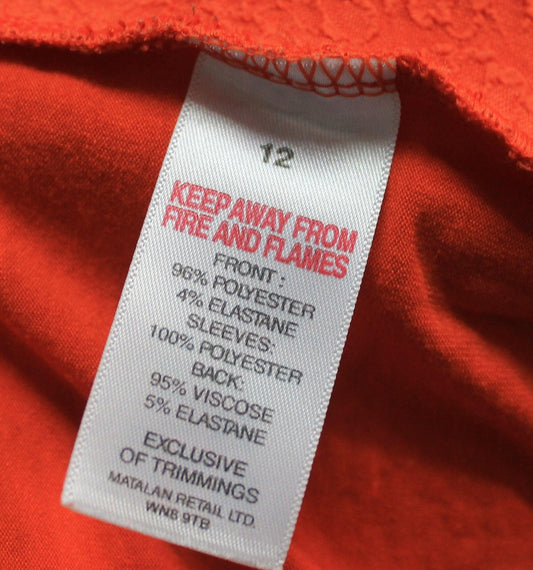 12
KEEP AWAY FROM
FIRE AND FLAMES
FRONT :
96% POLYESTER
4% ELASTANE
SLEEVES:
100% POLYESTER
BACK:
95% VISCOSE
5% ELASTANE
EXCLUSIVE
OF TRIMMINGS
MATALAN RETAIL LTD.
WN8 9TB